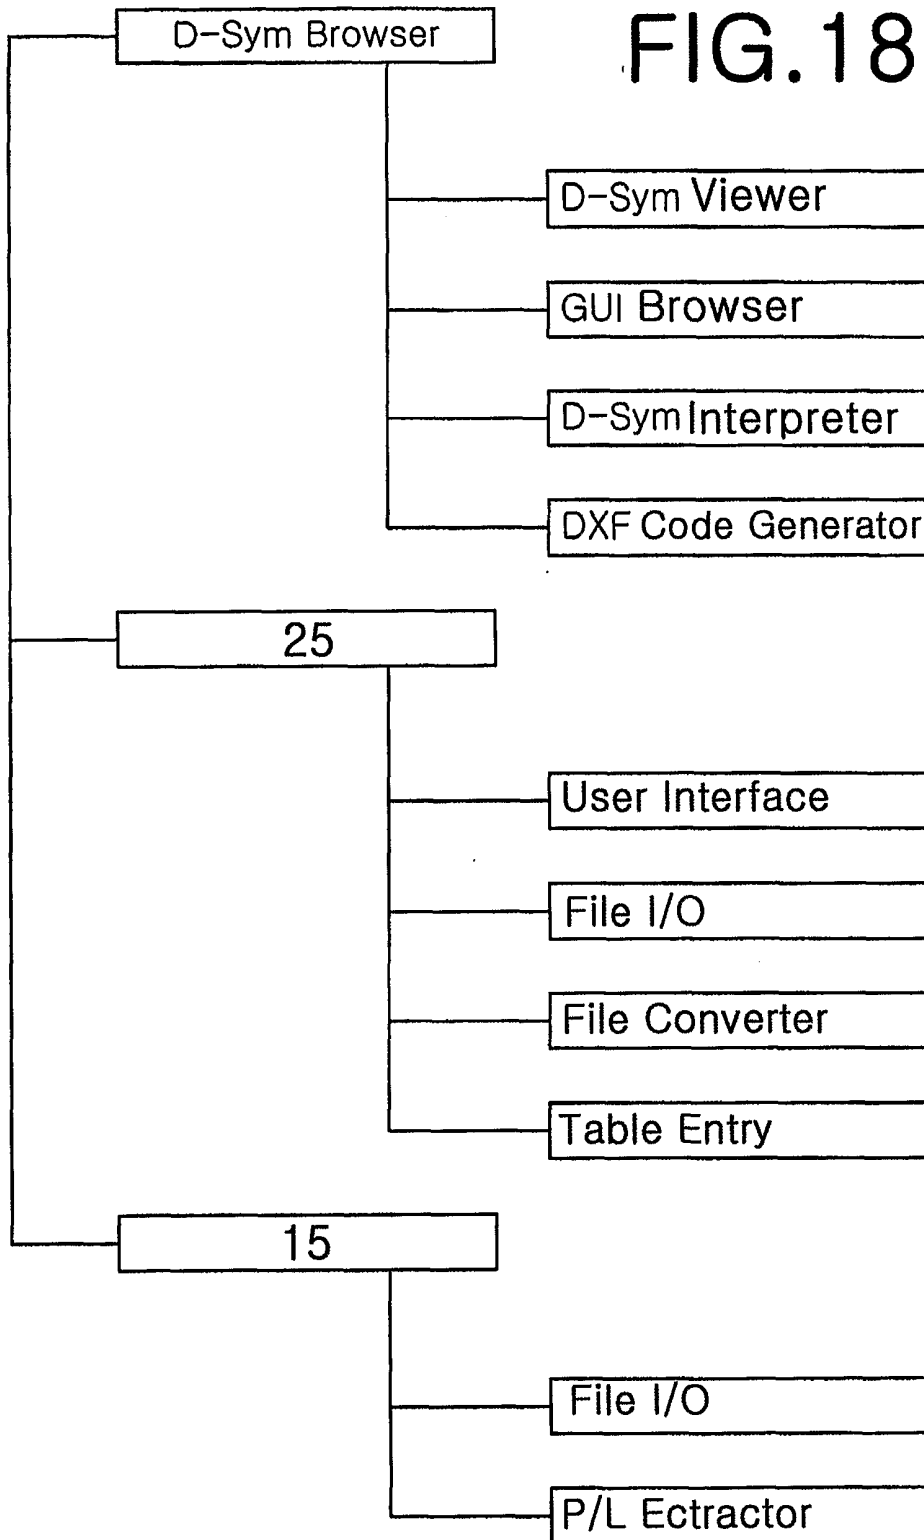 D-Sym Browser
FIG.18
D-Sym Viewer
GUI Browser
D-Sym Interpreter
DXF Code Generator
25
User Interface
File I/O
File Converter
Table Entry
15
File I/O
P/L Ectractor